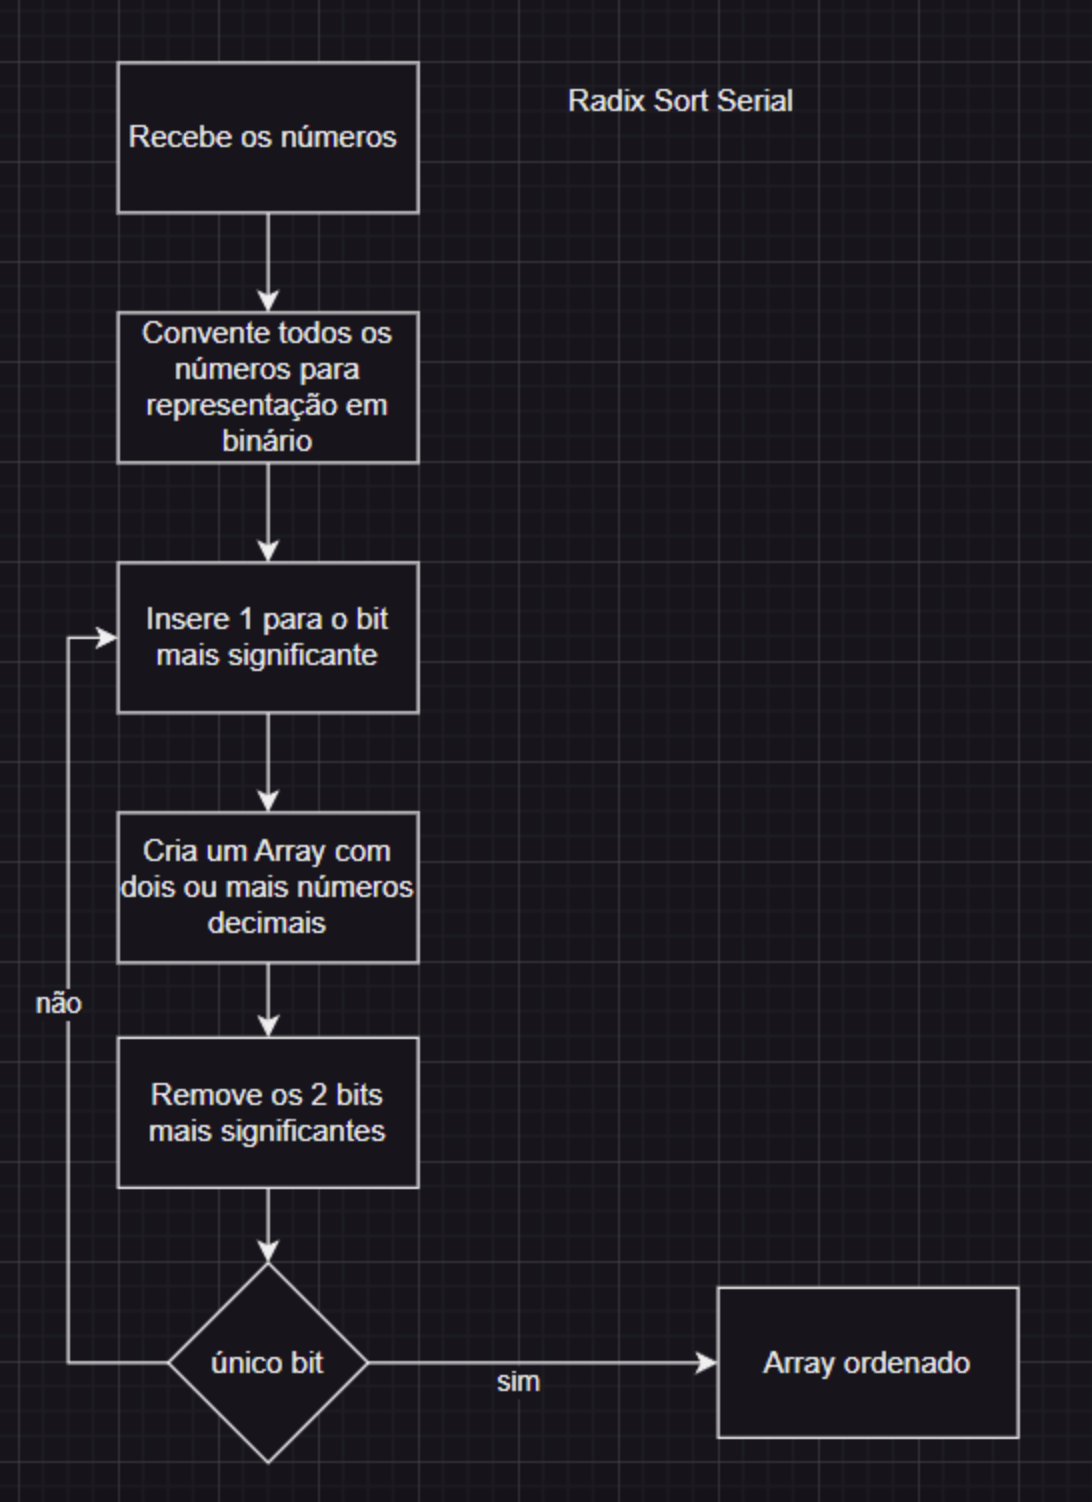 Radix Sort Serial
Recebe os números
Convente todos os
números para
representação em
binário
Insere 1 para o bit
mais significante
Cria um Array com
dois ou mais números
decimais
não
Remove os 2 bits
mais significantes
único bit
sim
Array ordenado